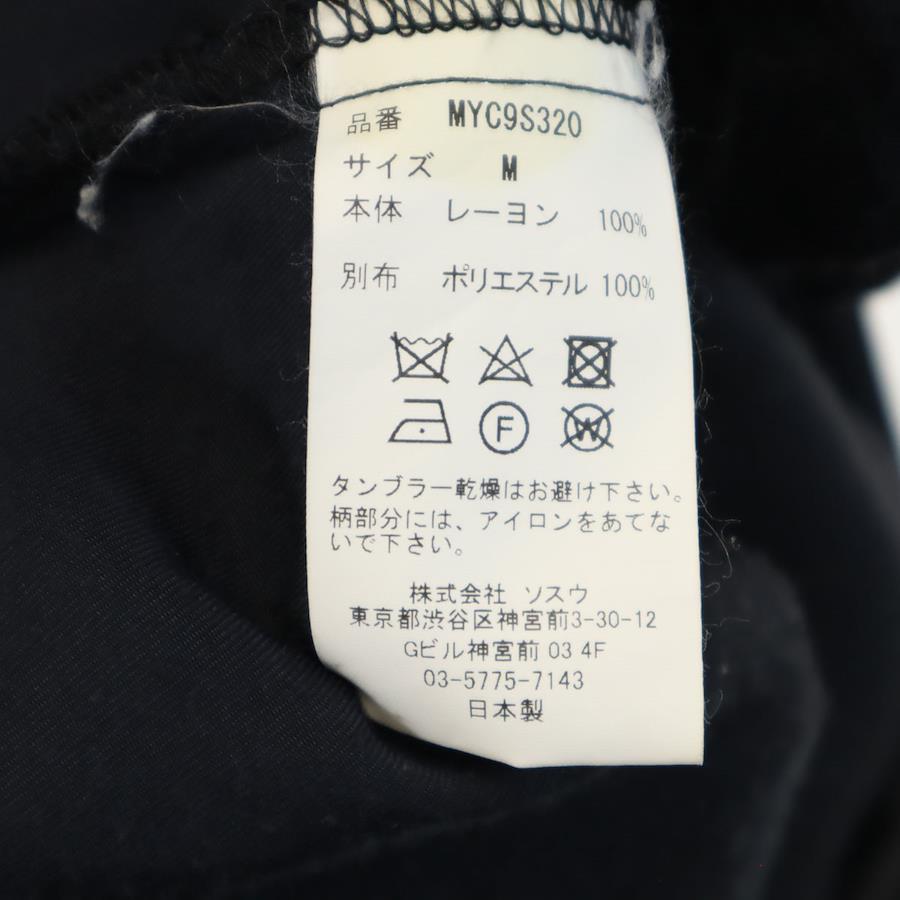 品番 MYC9S320
サイズ M
本体 レーヨン 100%
別布 ポリエステル 100%
F
W
タンブラー乾燥はお避け下さい。
柄部分には、アイロンをあてな
いで下さい。
株式会社 ソスウ
東京都渋谷区神宮前3-30-12
Gビル神宮前 03 4F
03-5775-7143
日本製